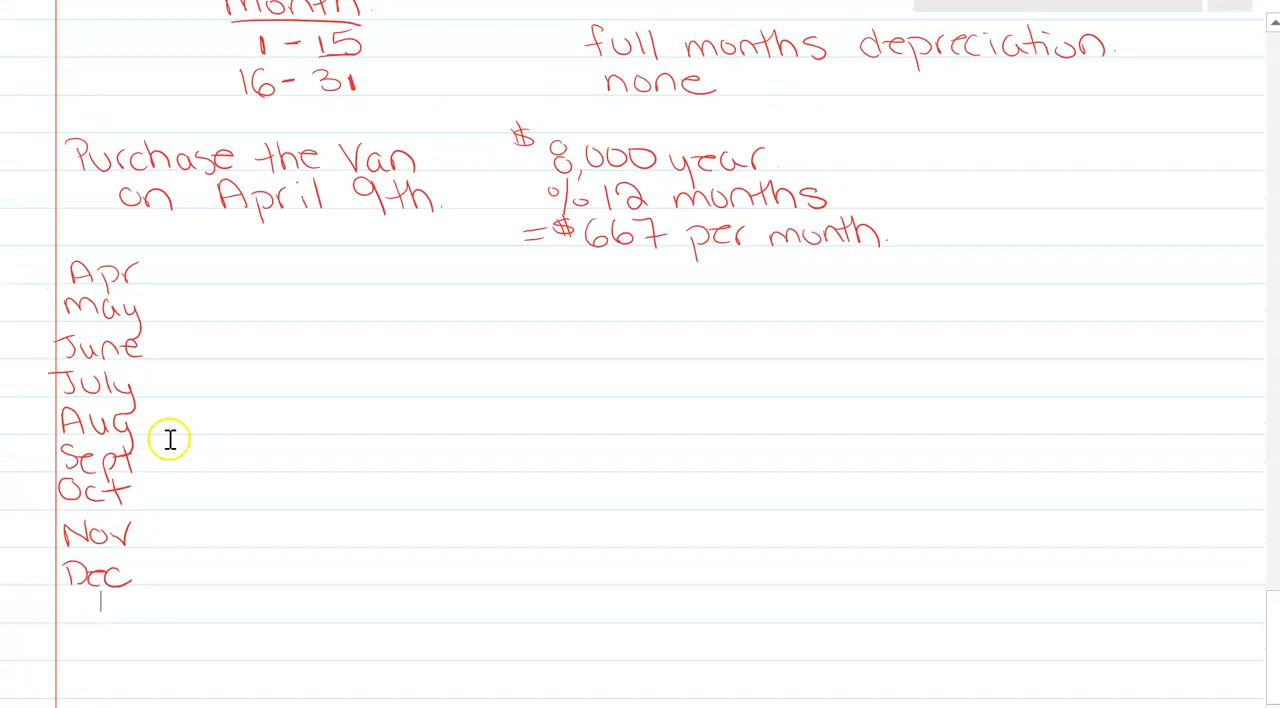 Month
1 - 15 full months depreciation.
16 - 31 none
Purchase the Van $ 8,000 year
on April 9th. % 12 months
= $ 667 per month.
Apr
May
June
July
Aug
Sept
Oct
Nov
Dec